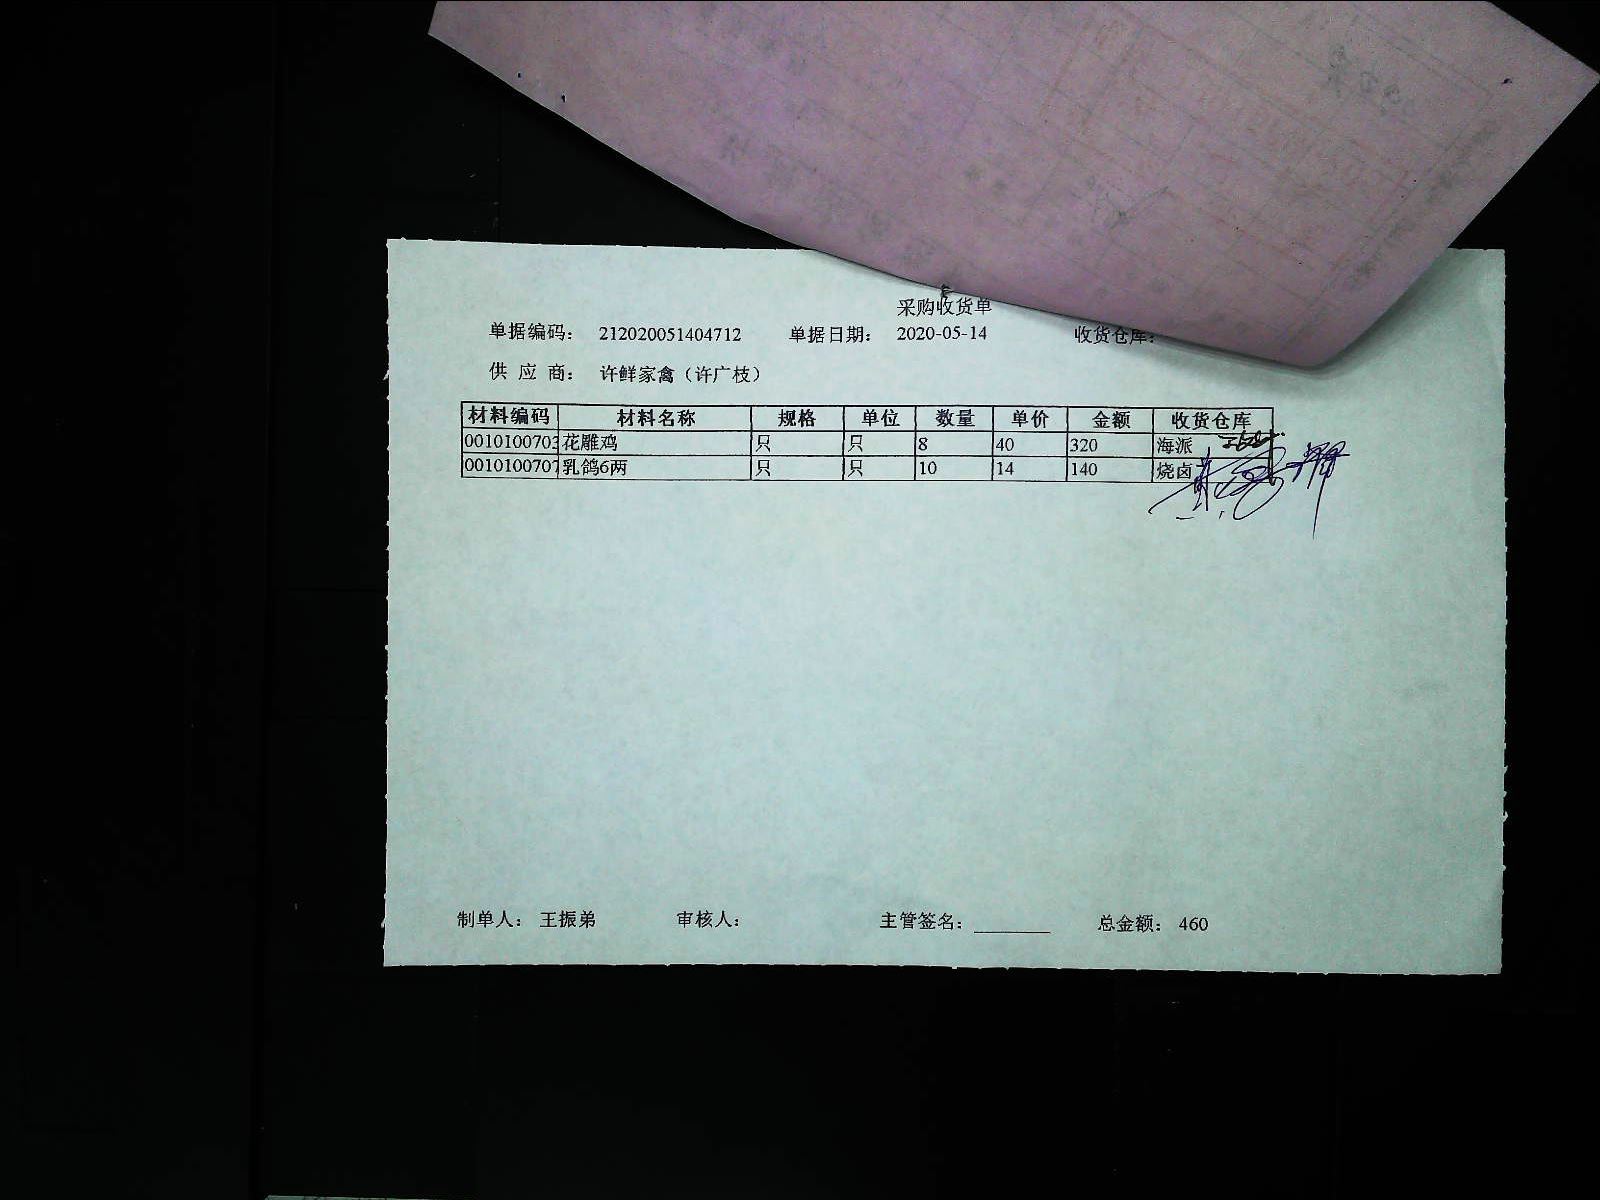 采购收货单
单据编码： 212020051404712 单据日期： 2020-05-14 收货仓库：
供 应 商： 许鲜家禽（许广枝）
材料编码 材料名称 规格 单位 数量 单价 金额 收货仓库
0010100703 花雕鸡 只 只 8 40 320 海派
0010100707 乳鸽6两 只 只 10 14 140 烧卤
制单人： 王振弟 审核人： 主管签名： 总金额： 460